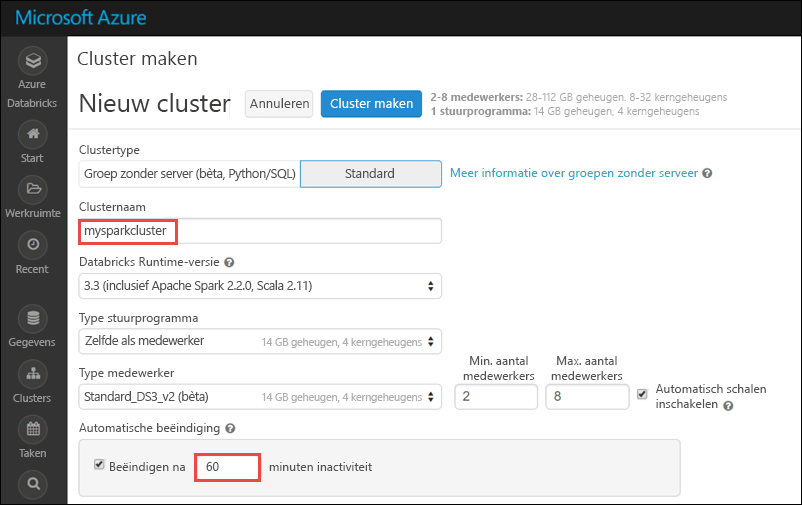 Microsoft Azure
Azure
Databricks
Start
Werkruimte
Recent
Gegevens
Clusters
Taken
Cluster maken
Nieuw cluster
Annuleren
Cluster maken
2-8 medewerkers: 28-112 GB geheugen. 8-32 kerngeheugens
1 stuurprogramma: 14 GB geheugen, 4 kerngeheugens
Clustertype
Groep zonder server (bèta, Python/SQL)
Standard
Meer informatie over groepen zonder serveer ?
Clusternaam
mysparkcluster
Databricks Runtime-versie ?
3.3 (inclusief Apache Spark 2.2.0, Scala 2.11)
Type stuurprogramma
Zelfde als medewerker 14 GB geheugen, 4 kerngeheugens
Type medewerker
Standard_DS3_v2 (bèta) 14 GB geheugen, 4 kerngeheugens
Min. aantal
medewerkers
2
Max. aantal
medewerkers
8
Automatisch schalen
inschakelen ?
Automatische beëindiging ?
Beëindigen na 60 minuten inactiviteit